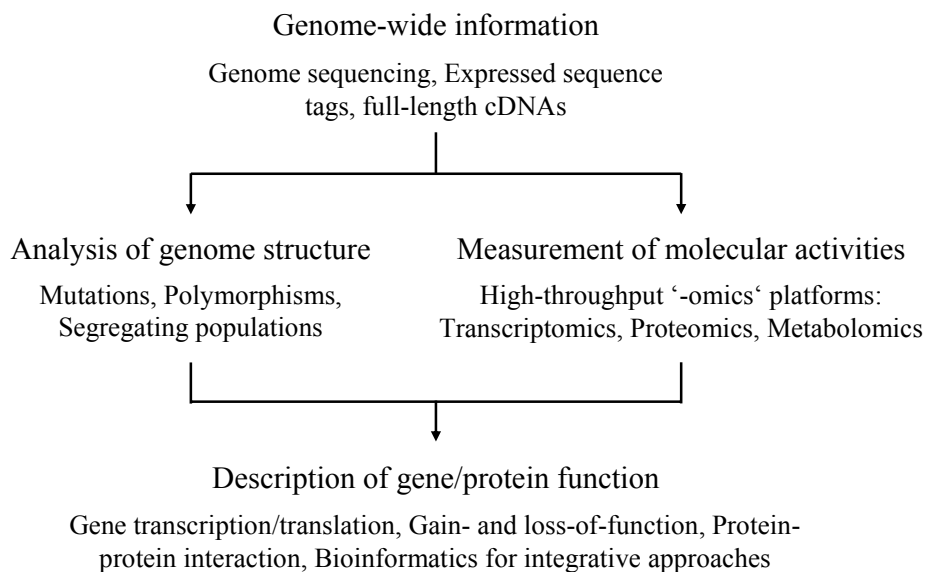 Genome-wide information
Genome sequencing, Expressed sequence
tags, full-length cDNAs
Analysis of genome structure
Mutations, Polymorphisms,
Segregating populations
Measurement of molecular activities
High-throughput ‘-omics‘ platforms:
Transcriptomics, Proteomics, Metabolomics
Description of gene/protein function
Gene transcription/translation, Gain- and loss-of-function, Protein-
protein interaction, Bioinformatics for integrative approaches